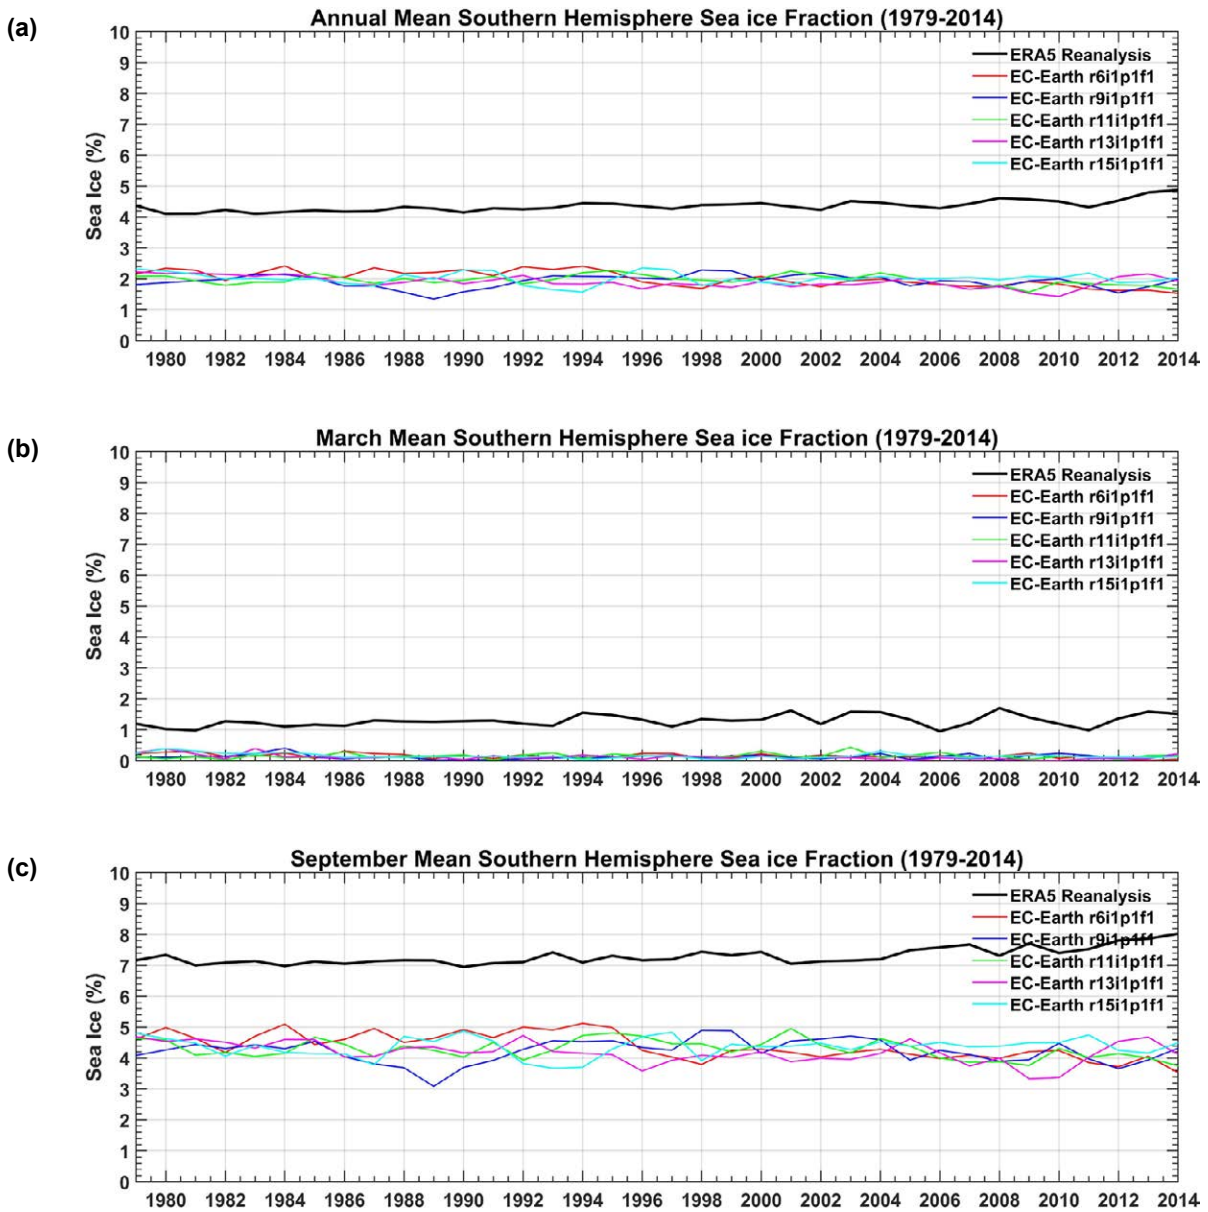 (a)
Annual Mean Southern Hemisphere Sea ice Fraction (1979-2014)
10
9
8
7
6
5
4
3
2
1
0
Sea Ice (%)
ERA5 Reanalysis
EC-Earth r6i1p1f1
EC-Earth r9i1p1f1
EC-Earth r11i1p1f1
EC-Earth r13i1p1f1
EC-Earth r15i1p1f1
1980 1982 1984 1986 1988 1990 1992 1994 1996 1998 2000 2002 2004 2006 2008 2010 2012 2014
(b)
March Mean Southern Hemisphere Sea ice Fraction (1979-2014)
10
9
8
7
6
5
4
3
2
1
0
Sea Ice (%)
ERA5 Reanalysis
EC-Earth r6i1p1f1
EC-Earth r9i1p1f1
EC-Earth r11i1p1f1
EC-Earth r13i1p1f1
EC-Earth r15i1p1f1
1980 1982 1984 1986 1988 1990 1992 1994 1996 1998 2000 2002 2004 2006 2008 2010 2012 2014
(c)
September Mean Southern Hemisphere Sea ice Fraction (1979-2014)
10
9
8
7
6
5
4
3
2
1
0
Sea Ice (%)
ERA5 Reanalysis
EC-Earth r6i1p1f1
EC-Earth r9i1p1f1
EC-Earth r11i1p1f1
EC-Earth r13i1p1f1
EC-Earth r15i1p1f1
1980 1982 1984 1986 1988 1990 1992 1994 1996 1998 2000 2002 2004 2006 2008 2010 2012 2014